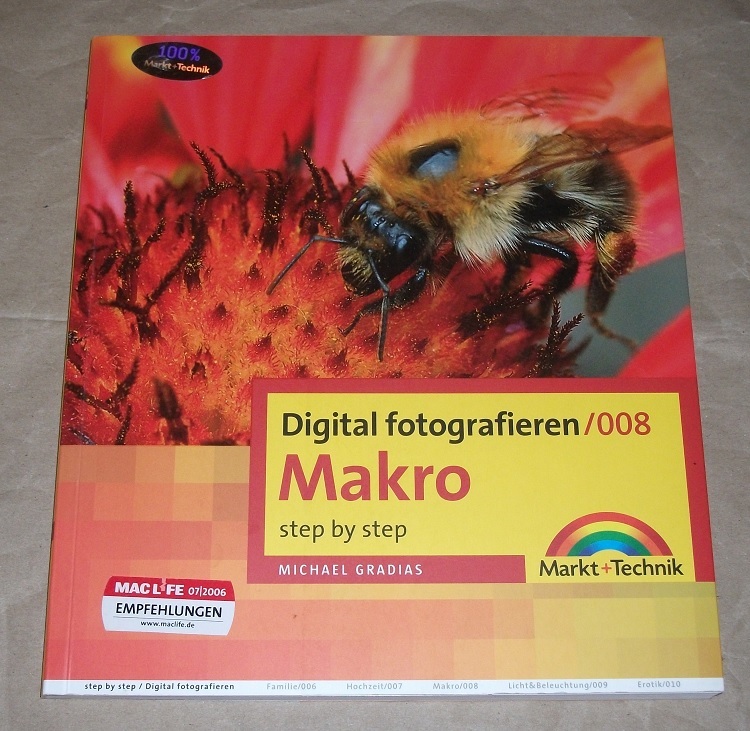 100%
Markt+Technik
Digital fotografieren/008
Makro
step by step
MICHAEL GRADIAS
Markt+Technik
MAC LIFE 07|2006
EMPFEHLUNGEN
www.maclife.de
step by step / Digital fotografieren Familie/006 Hochzeit/007 Makro/008 Licht&Beleuchtung/009 Erotik/010